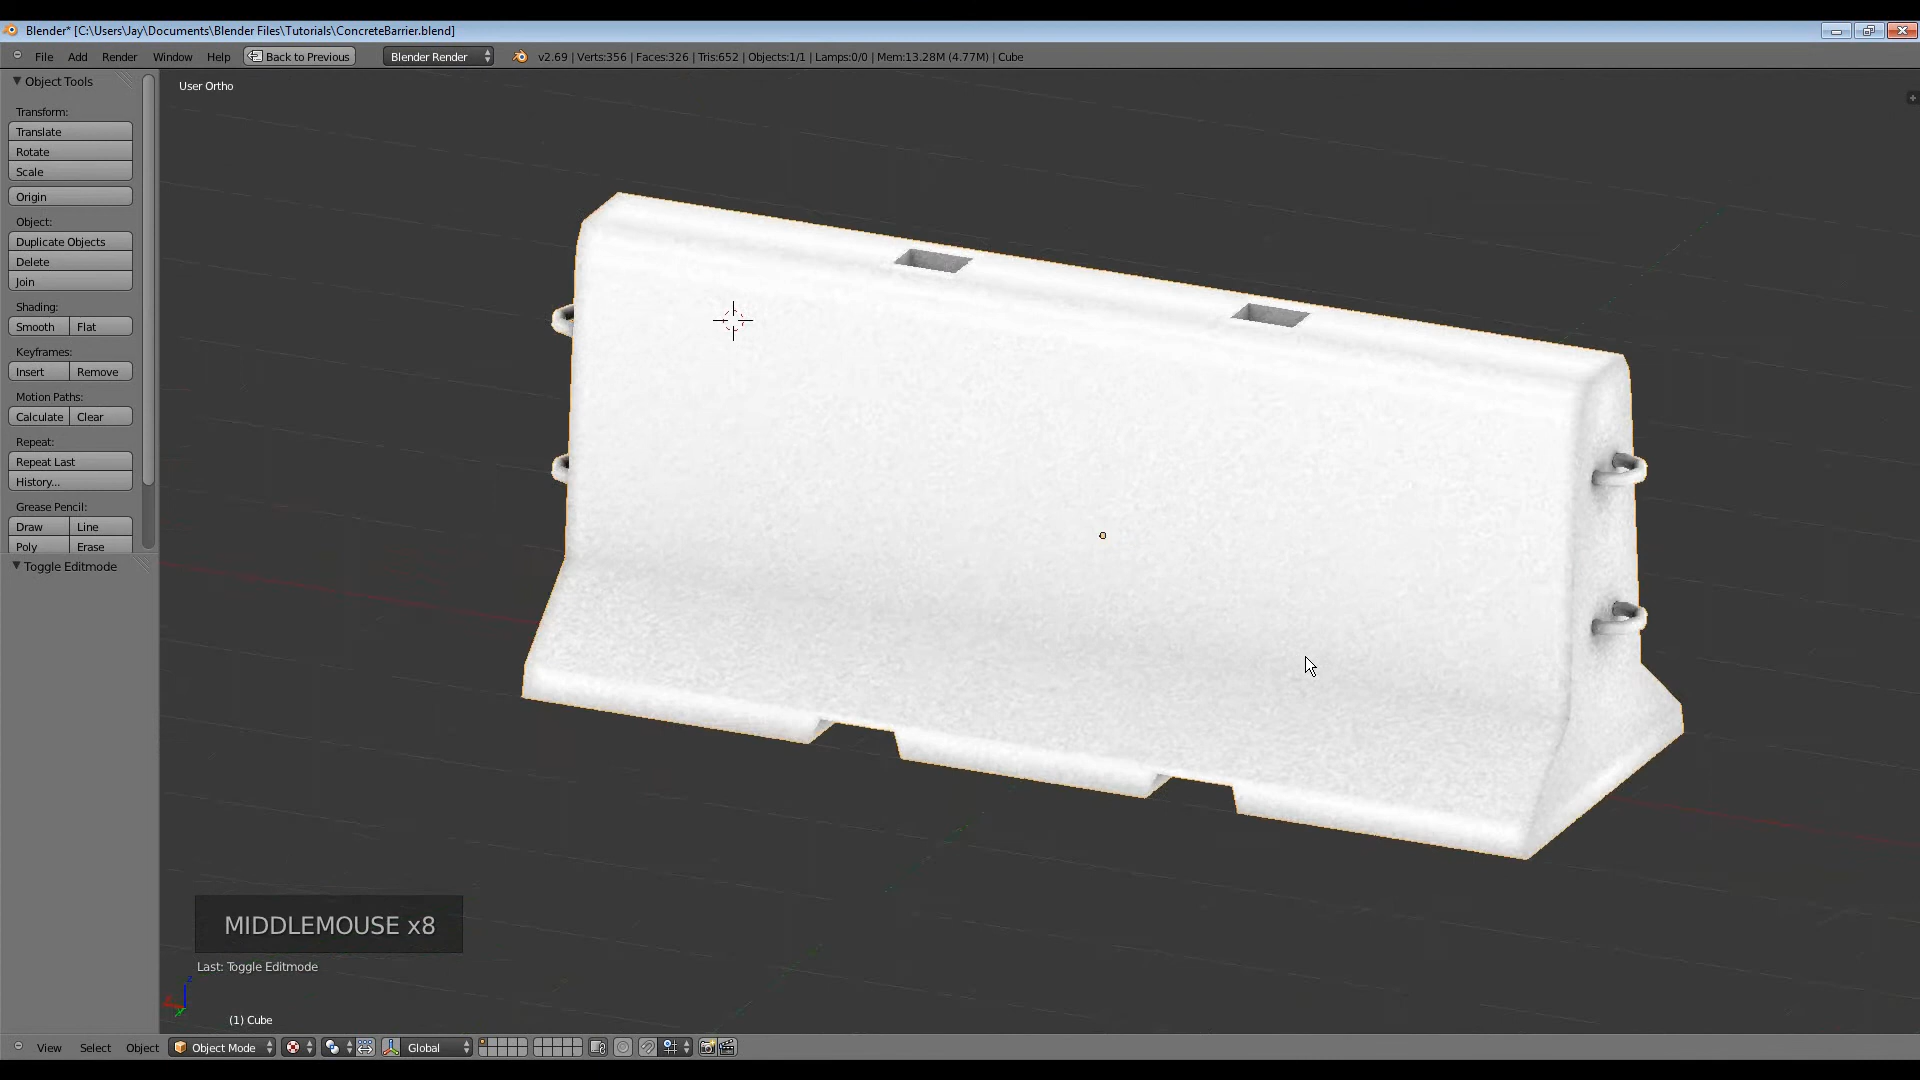 Blender* [C:\Users\Jay\Documents\Blender Files\Tutorials\ConcreteBarrier.blend]
File Add Render Window Help Back to Previous Blender Render v2.69 | Verts:356 | Faces:326 | Tris:652 | Objects:1/1 | Lamps:0/0 | Mem:13.28M (4.77M) | Cube
Object Tools
User Ortho
Transform:
Translate
Rotate
Scale
Origin
Object:
Duplicate Objects
Delete
Join
Shading:
Smooth Flat
Keyframes:
Insert Remove
Motion Paths:
Calculate Clear
Repeat:
Repeat Last
History...
Grease Pencil:
Draw Line
Poly Erase
Toggle Editmode
MIDDLEMOUSE x8
Last: Toggle Editmode
z
(1) Cube
View Select Object Object Mode Global